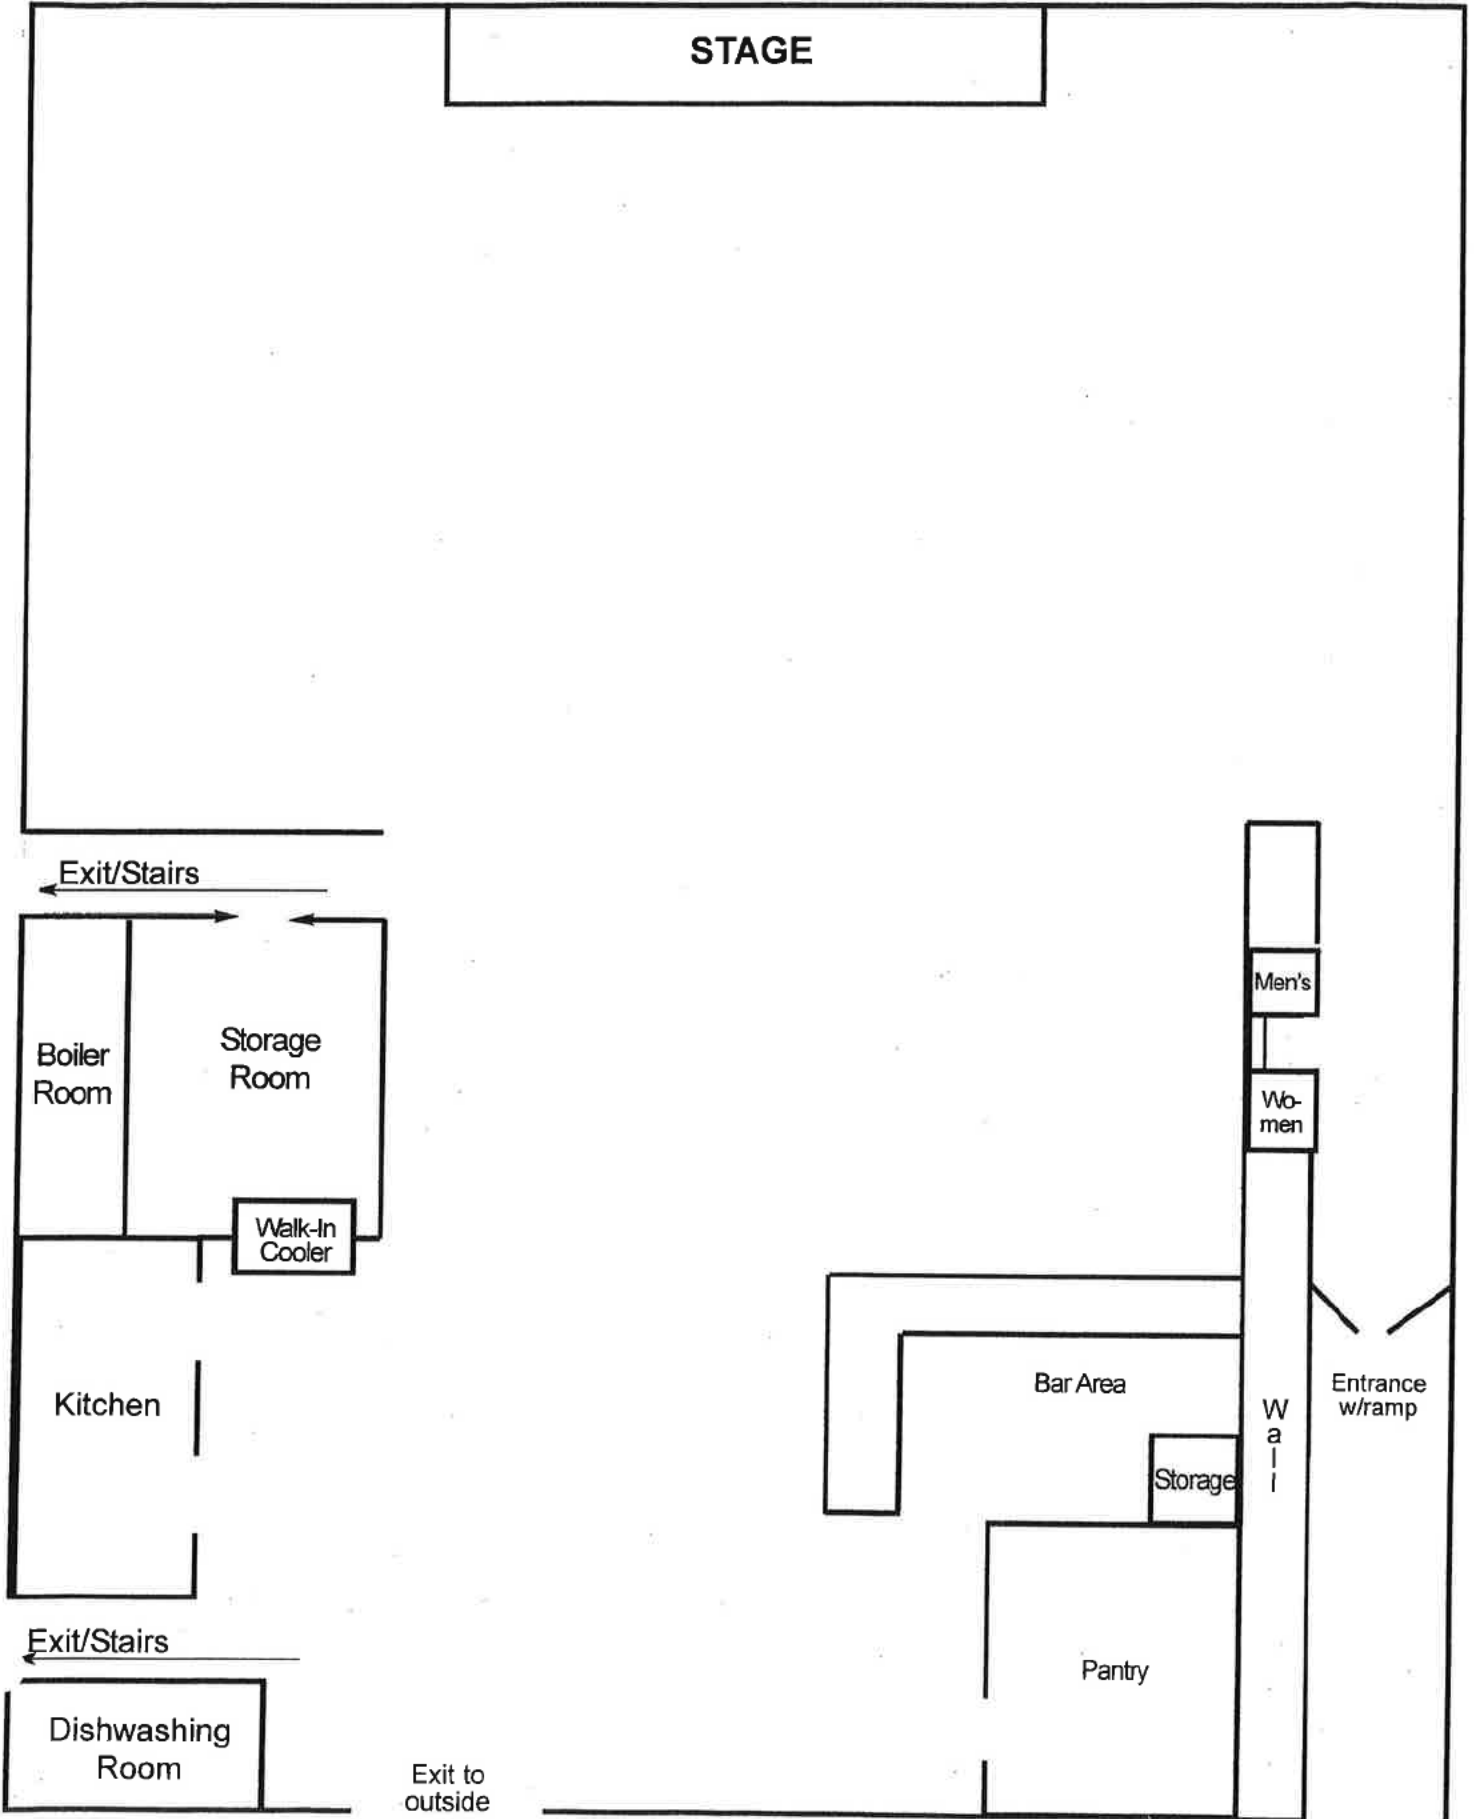 STAGE
Exit/Stairs
Men's
Boiler
Room
Storage
Room
Wo-
men
Walk-In
Cooler
Kitchen
Bar Area
Entrance
w/ramp
W
a
l
l
Storage
Exit/Stairs
Pantry
Dishwashing
Room
Exit to
outside